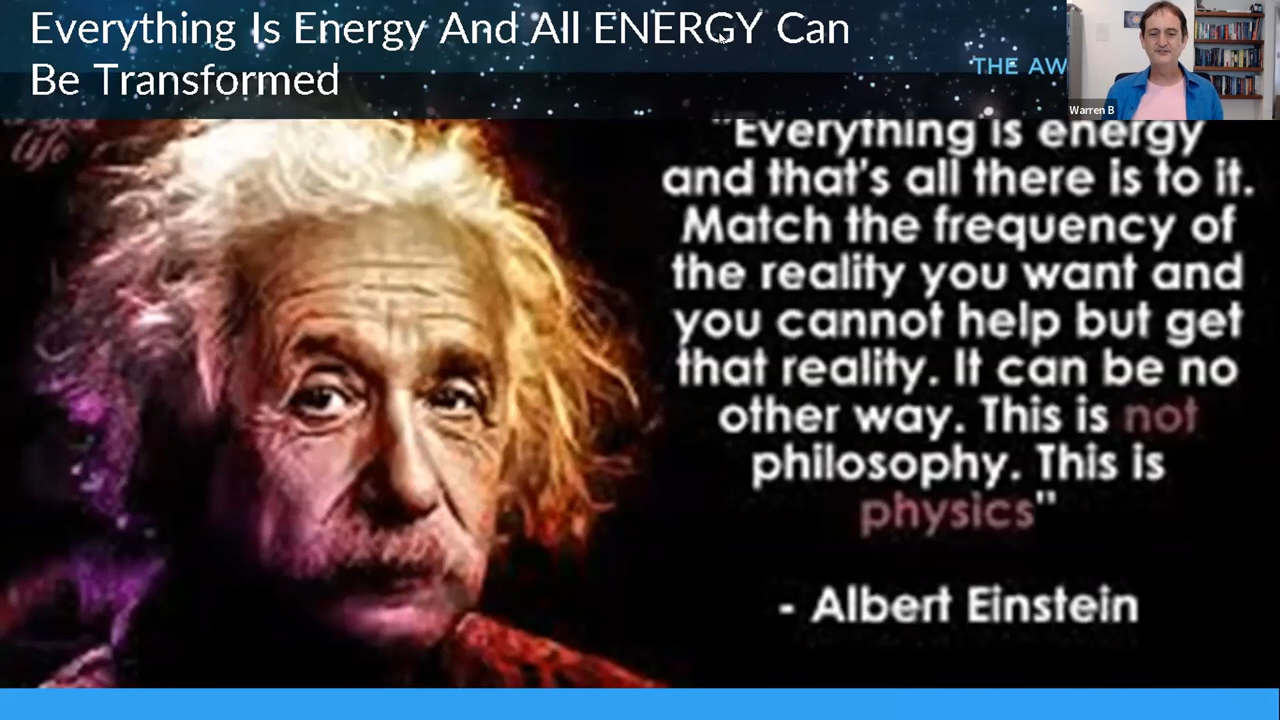 Everything Is Energy And All ENERGY Can
Be Transformed
THE AW
Warren B
life
"Everything is energy
and that's all there is to it.
Match the frequency of
the reality you want and
you cannot help but get
that reality. It can be no
other way. This is not
philosophy. This is
physics"
- Albert Einstein